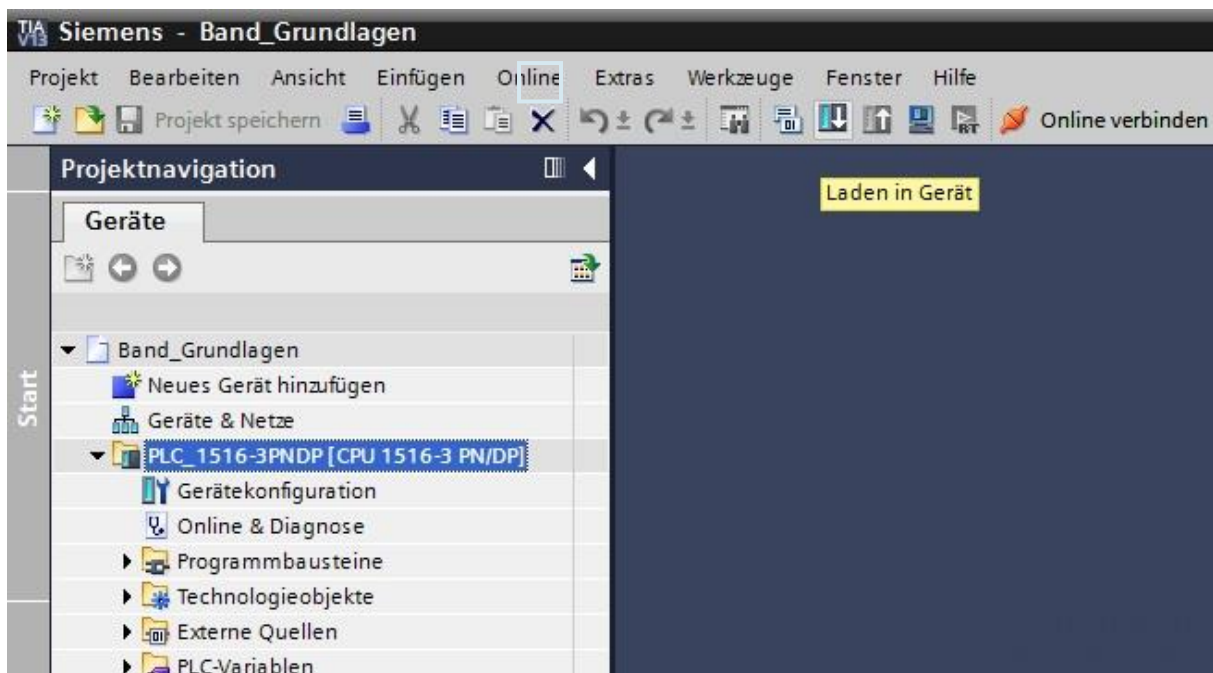 TIA V13 Siemens - Band_Grundlagen
Projekt Bearbeiten Ansicht Einfügen Online Extras Werkzeuge Fenster Hilfe
Projekt speichern Online verbinden
Projektnavigation
Laden in Gerät
Geräte
Start
Band_Grundlagen
Neues Gerät hinzufügen
Geräte & Netze
PLC_1516-3PNDP [CPU 1516-3 PN/DP]
Gerätekonfiguration
Online & Diagnose
Programmbausteine
Technologieobjekte
Externe Quellen
PLC-Variablen